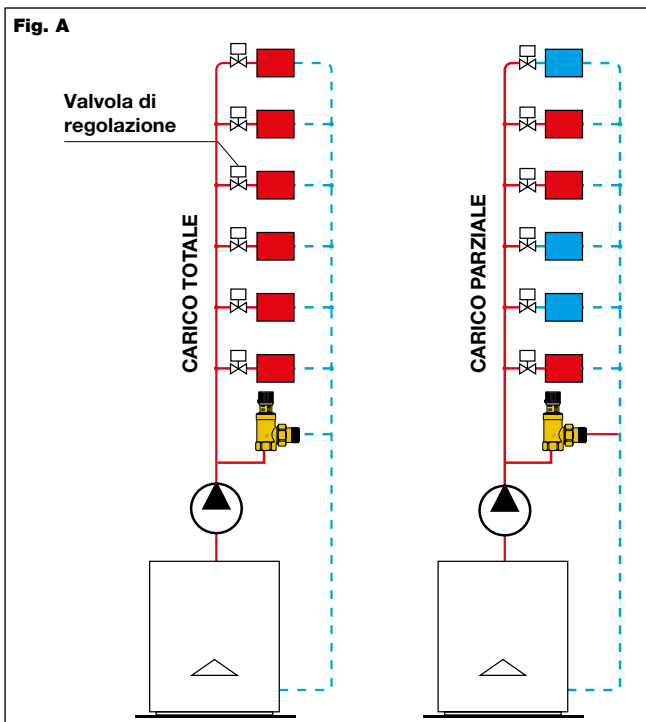 Fig. A
Valvola di
regolazione
CARICO TOTALE
CARICO PARZIALE